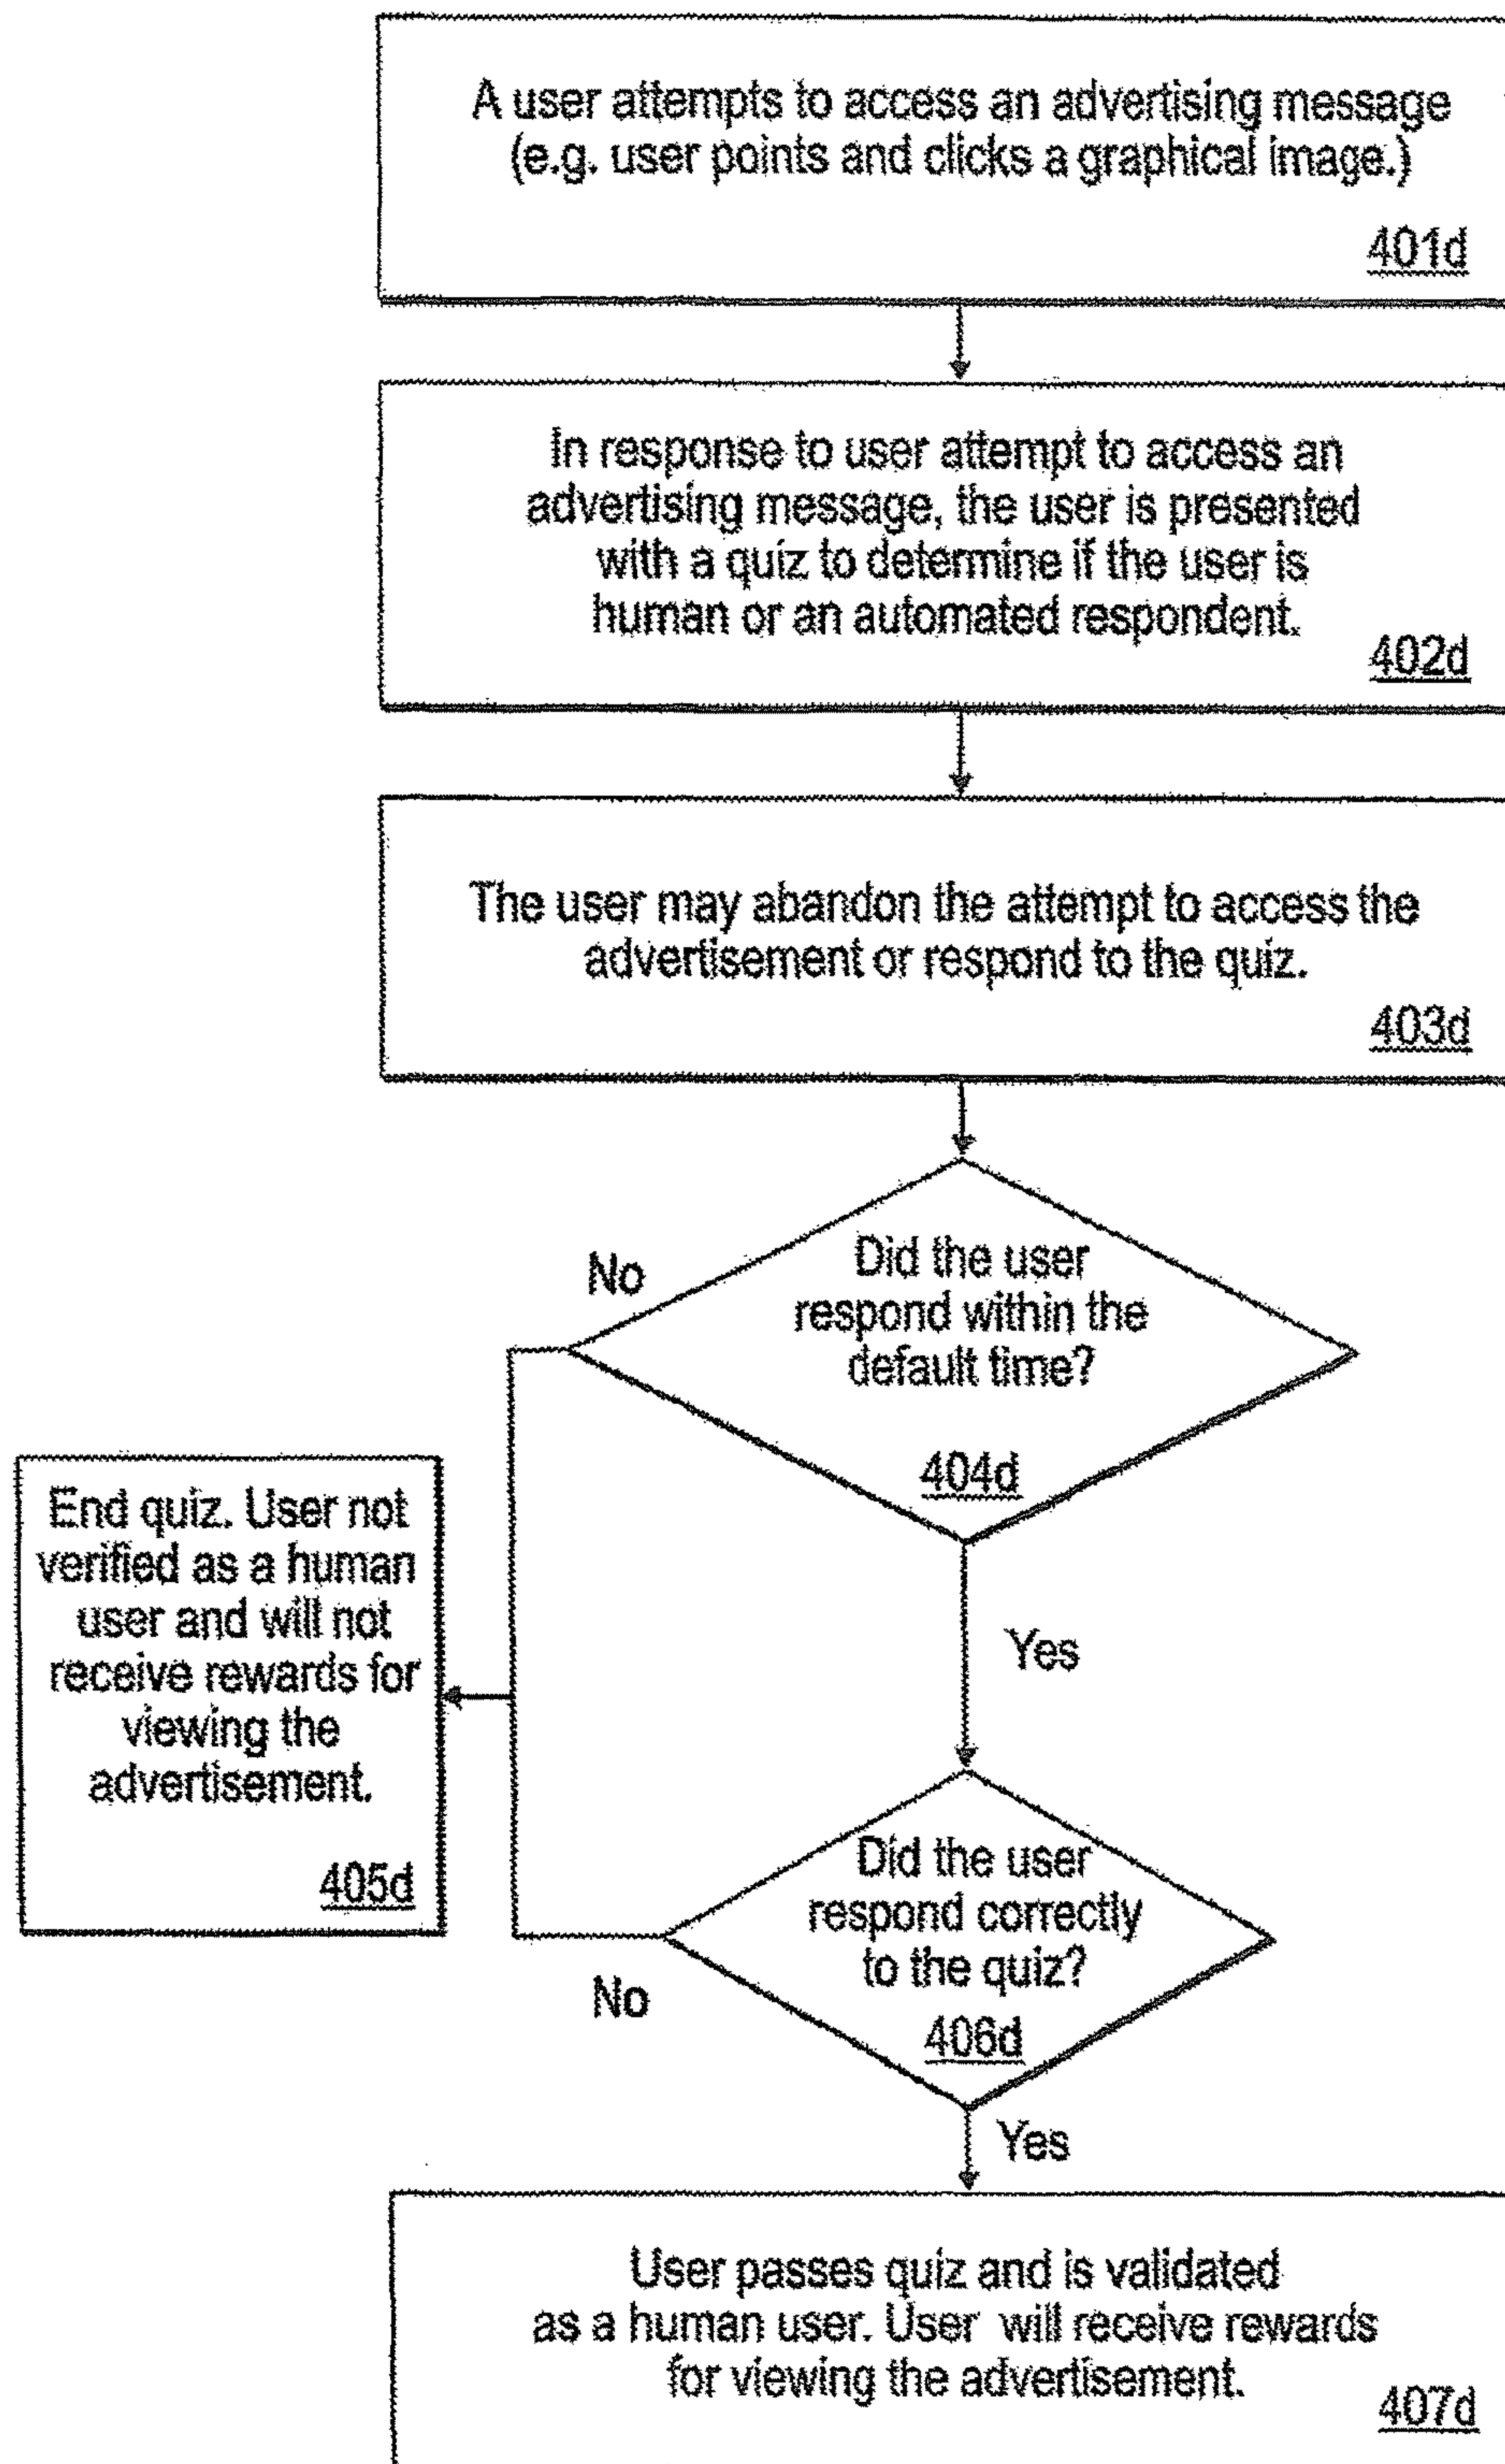 A user attempts to access an advertising message
(e.g. user points and clicks a graphical image.)
401d
In response to user attempt to access an
advertising message, the user is presented
with a quiz to determine if the user is
human or an automated respondent.
402d
The user may abandon the attempt to access the
advertisement or respond to the quiz.
403d
No
Did the user
respond within the
default time?
404d
End quiz. User not
verified as a human
user and will not
receive rewards for
viewing the
advertisement.
405d
Yes
Did the user
respond correctly
to the quiz?
406d
No
Yes
User passes quiz and is validated
as a human user. User will receive rewards
for viewing the advertisement.
407d